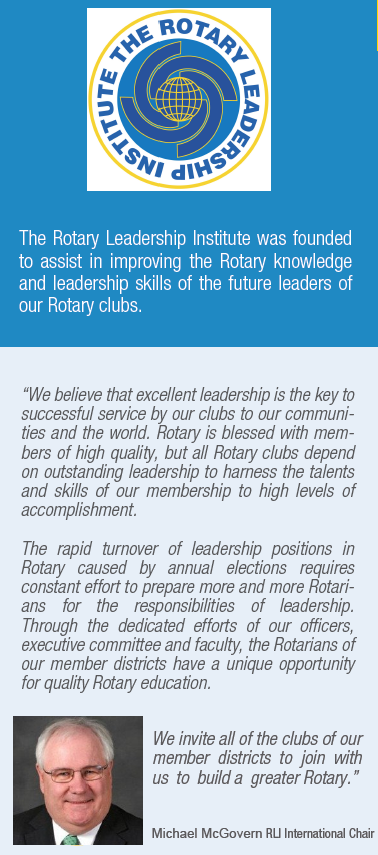 THE ROTARY LEADERSHIP INSTITUTE
The Rotary Leadership Institute was founded
to assist in improving the Rotary knowledge
and leadership skills of the future leaders of
our Rotary clubs.
“We believe that excellent leadership is the key to
successful service by our clubs to our communi-
ties and the world. Rotary is blessed with mem-
bers of high quality, but all Rotary clubs depend
on outstanding leadership to harness the talents
and skills of our membership to high levels of
accomplishment.
The rapid turnover of leadership positions in
Rotary caused by annual elections requires
constant effort to prepare more and more Rotari-
ans for the responsibilities of leadership.
Through the dedicated efforts of our officers,
executive committee and faculty, the Rotarians of
our member districts have a unique opportunity
for quality Rotary education.
We invite all of the clubs of our
member districts to join with
us to build a greater Rotary.”
Michael McGovern RLI International Chair